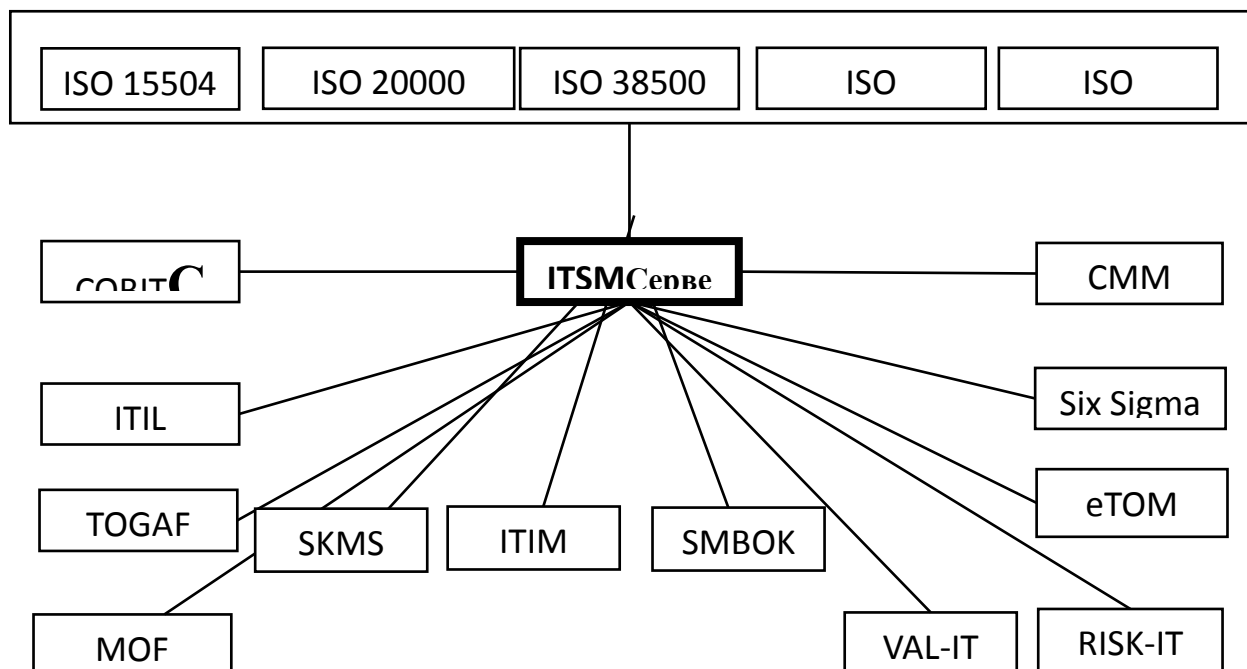 ISO 15504 ISO 20000 ISO 38500 ISO ISO
COBIT С ITSMСерве CMM
ITIL Six Sigma
TOGAF SKMS ITIM SMBOK eTOM
MOF VAL-IT RISK-IT